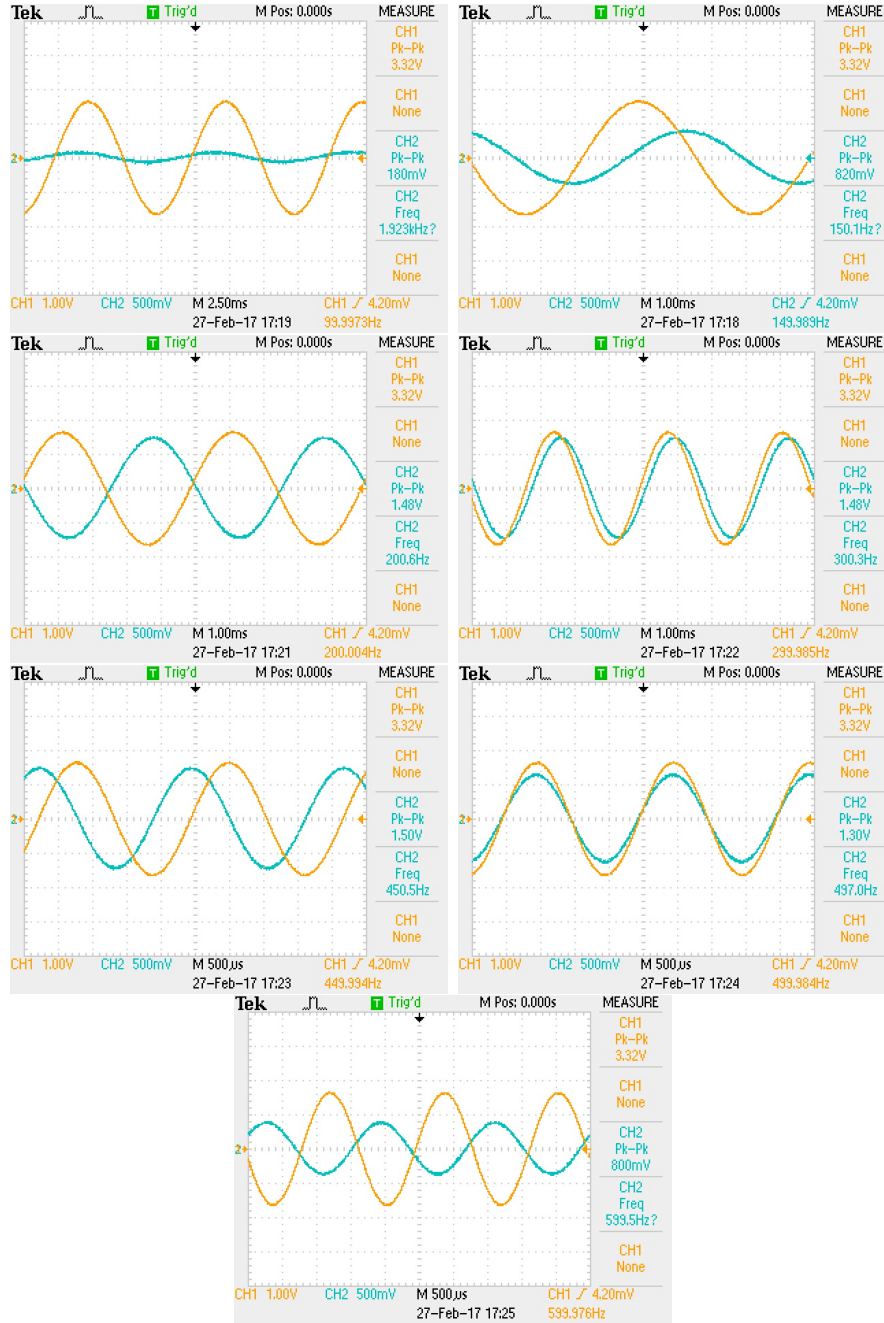 Tek Trig'd M Pos: 0.000s MEASURE
CH1
Pk-Pk
3.32V
CH1
None
CH2
Pk-Pk
180mV
CH2
Freq
1.923kHz?
CH1
None
2
CH1 1.00V CH2 500mV M 2.50ms CH1 4.20mV
27-Feb-17 17:19 99.9973Hz
Tek Trig'd M Pos: 0.000s MEASURE
CH1
Pk-Pk
3.32V
CH1
None
CH2
Pk-Pk
820mV
CH2
Freq
150.1Hz?
CH1
None
2
CH1 1.00V CH2 500mV M 1.00ms CH2 4.20mV
27-Feb-17 17:18 149.989Hz
Tek Trig'd M Pos: 0.000s MEASURE
CH1
Pk-Pk
3.32V
CH1
None
CH2
Pk-Pk
1.48V
CH2
Freq
200.6Hz
CH1
None
2
CH1 1.00V CH2 500mV M 1.00ms CH1 4.20mV
27-Feb-17 17:21 200.004Hz
Tek Trig'd M Pos: 0.000s MEASURE
CH1
Pk-Pk
3.32V
CH1
None
CH2
Pk-Pk
1.48V
CH2
Freq
300.3Hz
CH1
None
2
CH1 1.00V CH2 500mV M 1.00ms CH1 4.20mV
27-Feb-17 17:22 299.985Hz
Tek Trig'd M Pos: 0.000s MEASURE
CH1
Pk-Pk
3.32V
CH1
None
CH2
Pk-Pk
1.50V
CH2
Freq
450.5Hz
CH1
None
2
CH1 1.00V CH2 500mV M 500µs CH1 4.20mV
27-Feb-17 17:23 449.994Hz
Tek Trig'd M Pos: 0.000s MEASURE
CH1
Pk-Pk
3.32V
CH1
None
CH2
Pk-Pk
1.30V
CH2
Freq
497.0Hz
CH1
None
2
CH1 1.00V CH2 500mV M 500µs CH1 4.20mV
27-Feb-17 17:24 499.984Hz
Tek Trig'd M Pos: 0.000s MEASURE
CH1
Pk-Pk
3.32V
CH1
None
CH2
Pk-Pk
800mV
CH2
Freq
599.5Hz?
CH1
None
2
CH1 1.00V CH2 500mV M 500µs CH1 4.20mV
27-Feb-17 17:25 599.976Hz